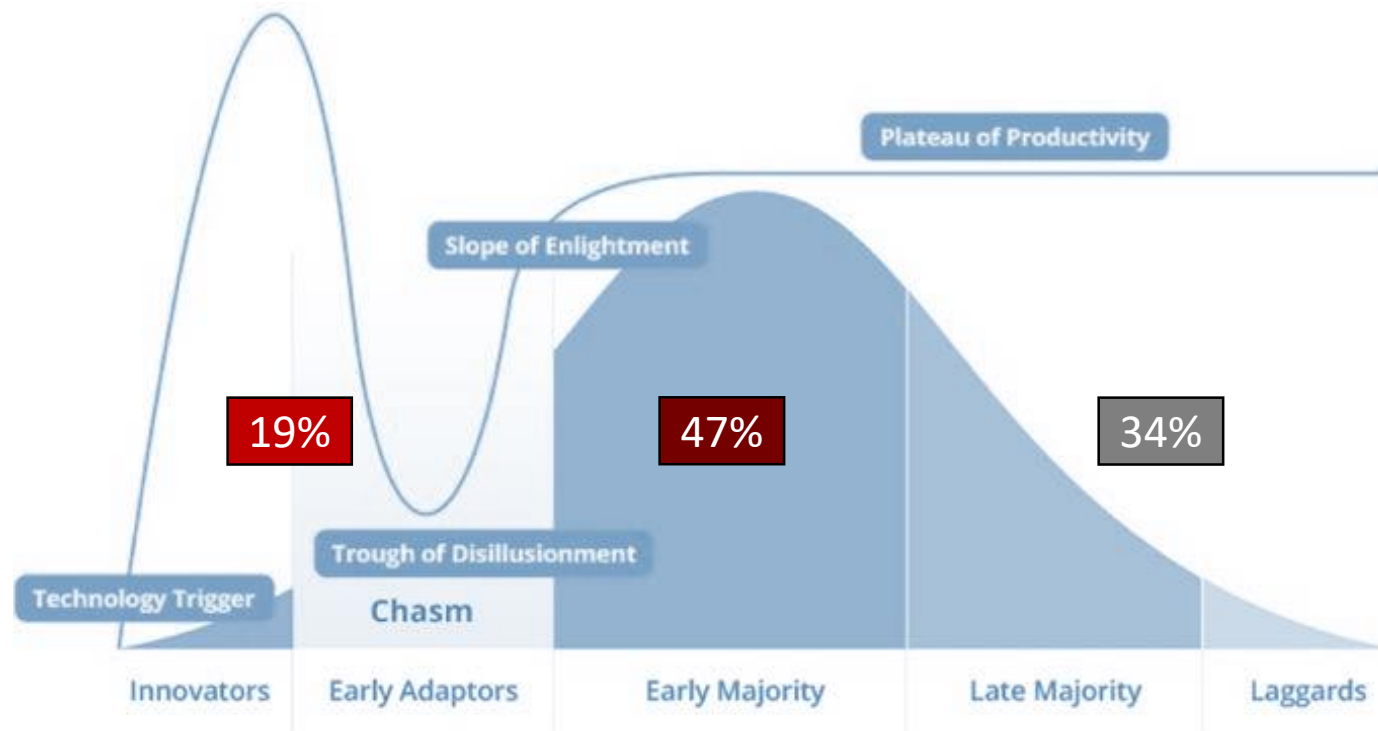 Plateau of Productivity
Slope of Enlightment
19%
47%
34%
Trough of Disillusionment
Technology Trigger
Chasm
Innovators
Early Adaptors
Early Majority
Late Majority
Laggards